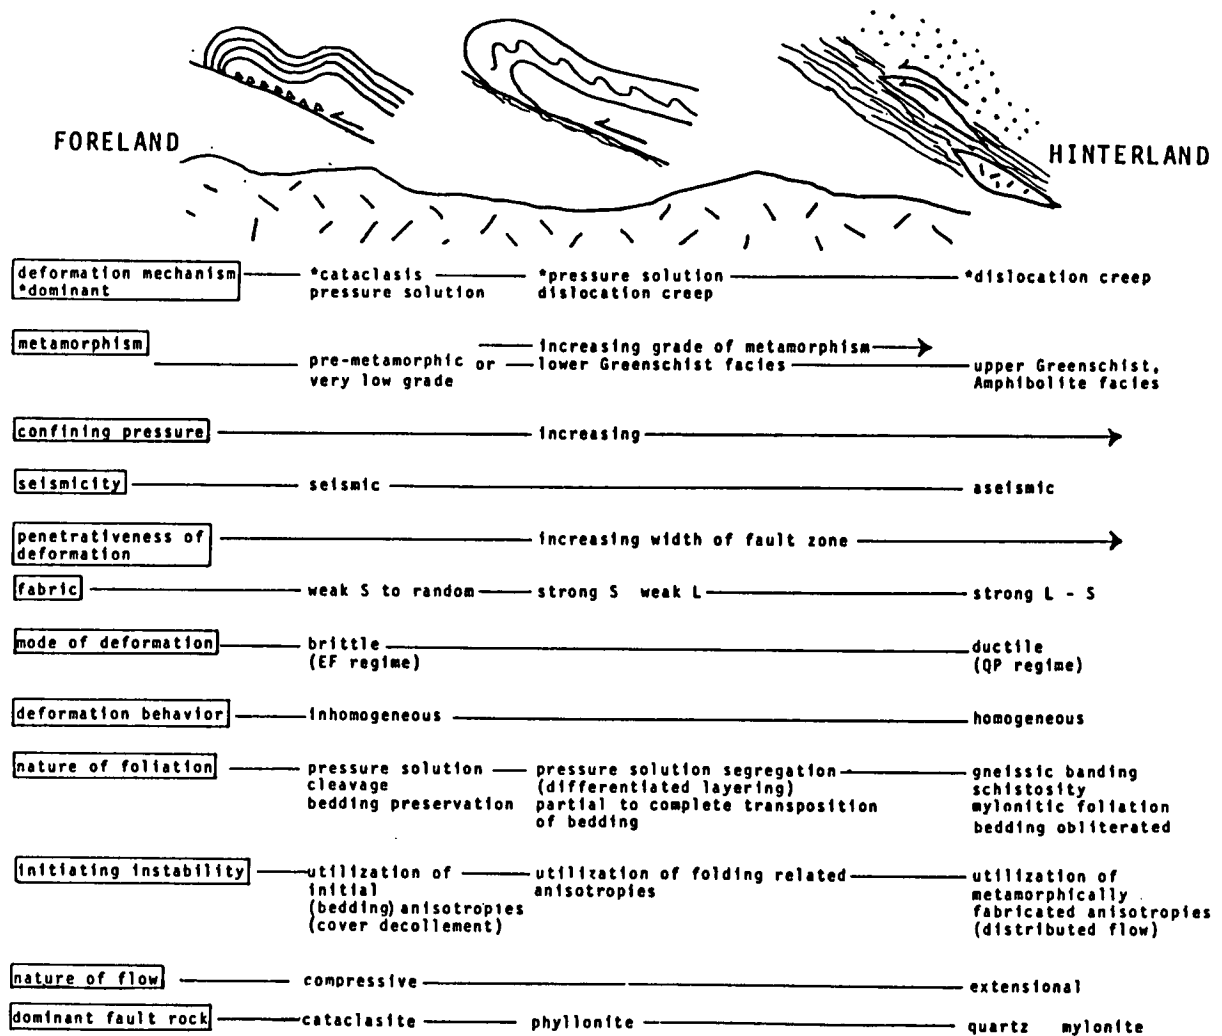 FORELAND
HINTERLAND
deformation mechanism
*dominant
*cataclasis
pressure solution
*pressure solution
dislocation creep
*dislocation creep
metamorphism
increasing grade of metamorphism
pre-metamorphic or
very low grade
lower Greenschist facies
upper Greenschist,
Amphibolite facies
confining pressure
increasing
seismicity
seismic
aseismic
penetrativeness of
deformation
increasing width of fault zone
fabric
weak S to random
strong S weak L
strong L - S
mode of deformation
brittle
(EF regime)
ductile
(QP regime)
deformation behavior
inhomogeneous
homogeneous
nature of foliation
pressure solution
cleavage
bedding preservation
pressure solution segregation
(differentiated layering)
partial to complete transposition
of bedding
gneissic banding
schistosity
mylonitic foliation
bedding obliterated
initiating instability
utilization of
initial
(bedding) anisotropies
(cover decollement)
utilization of folding related
anisotropies
utilization of
metamorphically
fabricated anisotropies
(distributed flow)
nature of flow
compressive
extensional
dominant fault rock
cataclasite
phyllonite
quartz mylonite